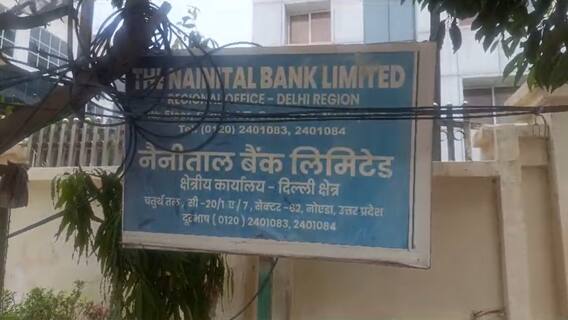 THE NAINITAL BANK LIMITED
REGIONAL OFFICE - DELHI REGION
Tel: (0120) 2401083, 2401084
नैनीताल बैंक लिमिटेड
क्षेत्रीय कार्यालय - दिल्ली क्षेत्र
चतुर्थ तल, सी -20/1 ए / 7, सेक्टर -62, नोएडा, उत्तर प्रदेश
दूरभाष ( 0120 ) 2401083, 2401084